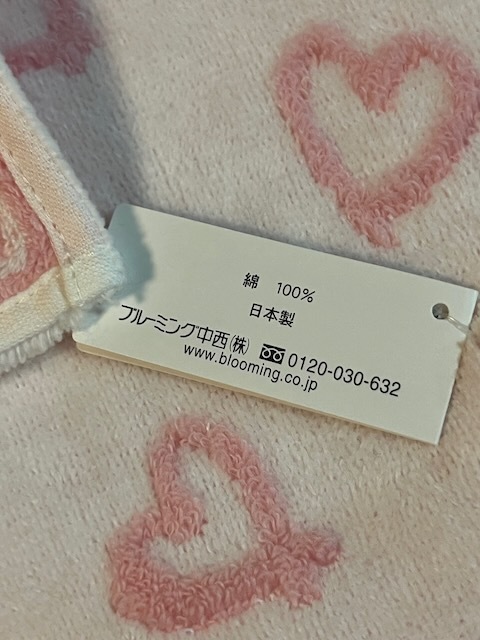 綿 100%
日本製
ブルーミング中西(株)
www.blooming.co.jp
0120-030-632